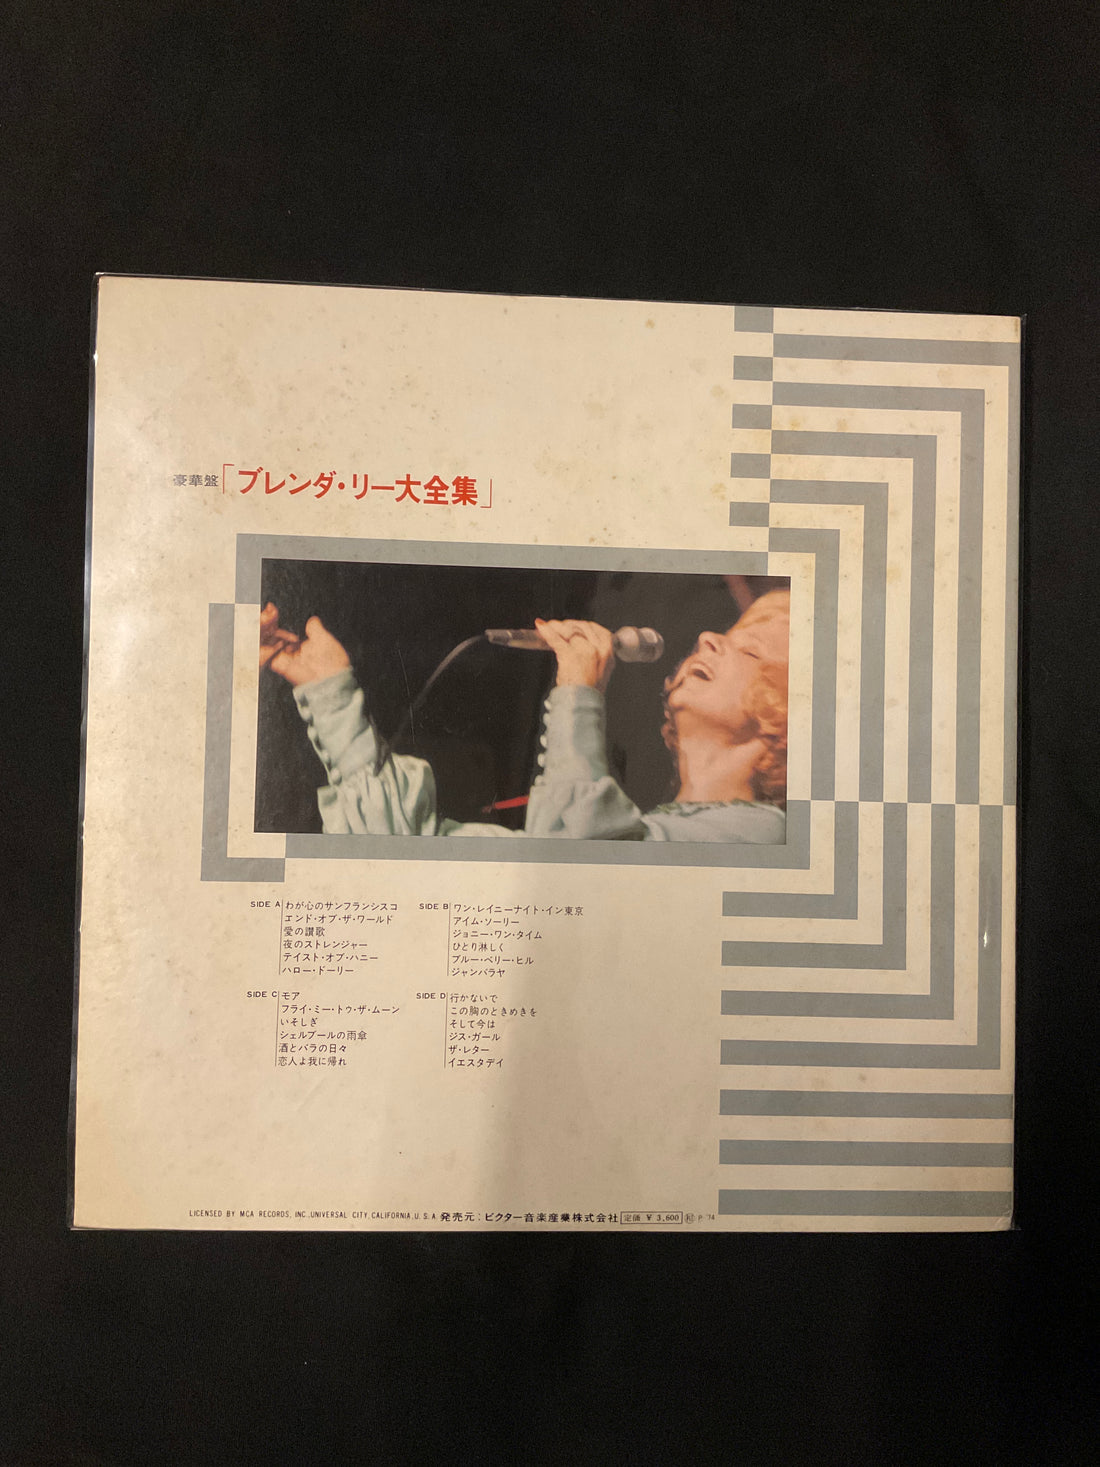 豪華盤「ブレンダ・リー大全集」
SIDE A
わが心のサンフランシスコ
エンド・オブ・ザ・ワールド
愛の讃歌
夜のストレンジャー
テイスト・オブ・ハニー
ハロー・ドーリー
SIDE B
ワン・レイニーナイト・イン東京
アイム・ソーリー
ジョニー・ワン・タイム
ひとり淋しく
ブルー・ベリー・ヒル
ジャンバラヤ
SIDE C
モア
フライ・ミー・トゥ・ザ・ムーン
いそしぎ
シェルブールの雨傘
酒とバラの日々
恋人よ我に帰れ
SIDE D
行かないで
この胸のときめきを
そして今は
ジス・ガール
ザ・レター
イエスタデイ
LICENSED BY MCA RECORDS, INC., UNIVERSAL CITY, CALIFORNIA, U.S.A. 発売元：ビクター音楽産業株式会社 定価 ¥3,600 P '74